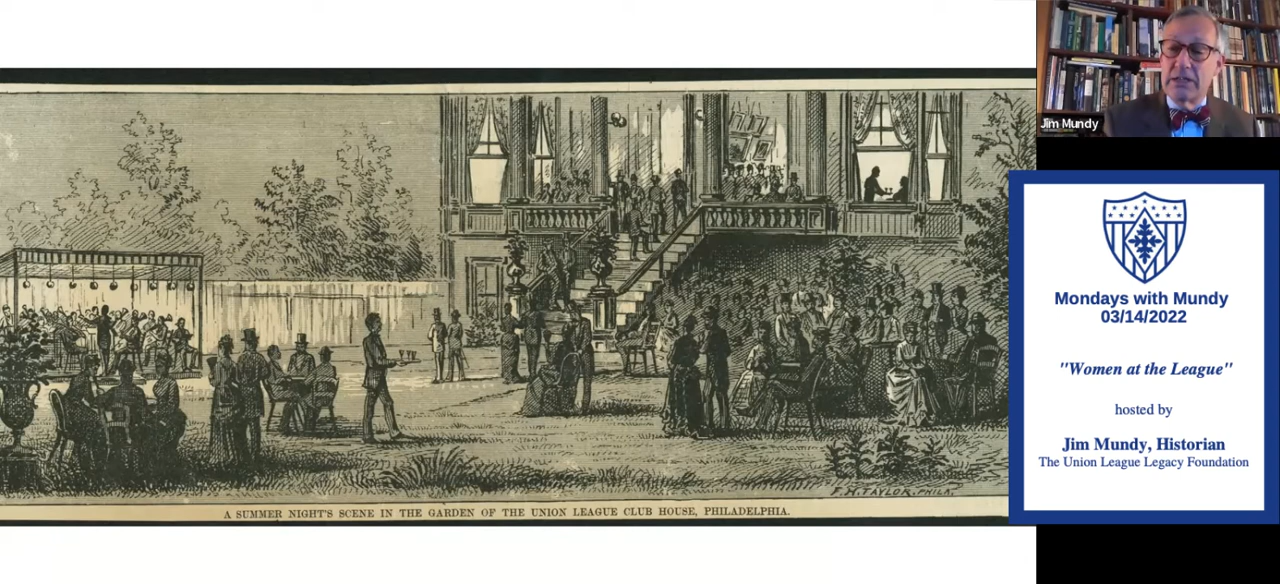 Jim Mundy
Mondays with Mundy
03/14/2022
"Women at the League"
hosted by
Jim Mundy, Historian
The Union League Legacy Foundation
F. H. TAYLOR, PHILA.
A SUMMER NIGHT'S SCENE IN THE GARDEN OF THE UNION LEAGUE CLUB HOUSE, PHILADELPHIA.